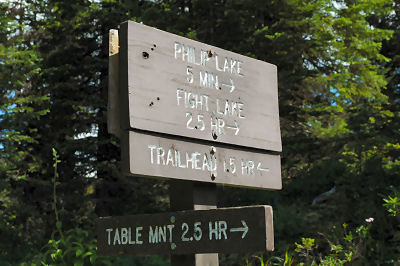 PHILIP LAKE
5 MIN.→
FIGHT LAKE
2.5 HR→
TRAILHEAD 1.5 HR←
TABLE MNT 2.5 HR→